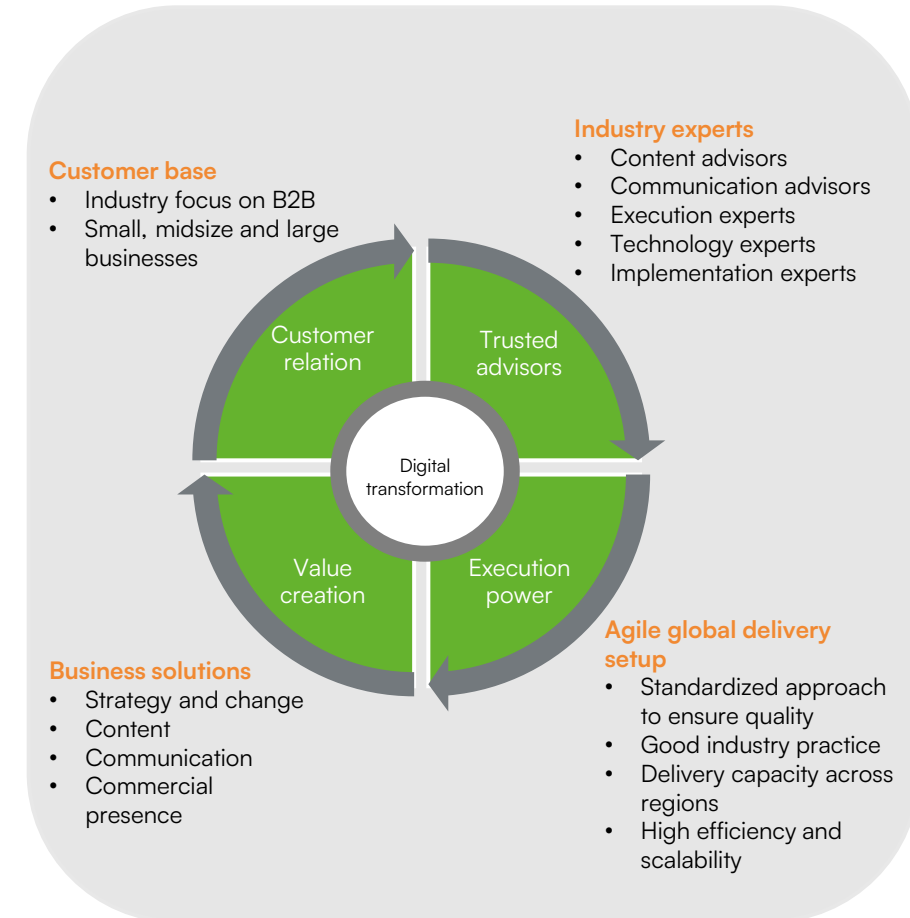 Customer base
• Industry focus on B2B
• Small, midsize and large
businesses
Industry experts
• Content advisors
• Communication advisors
• Execution experts
• Technology experts
• Implementation experts
Customer
relation
Trusted
advisors
Digital
transformation
Value
creation
Execution
power
Business solutions
• Strategy and change
• Content
• Communication
• Commercial
presence
Agile global delivery
setup
• Standardized approach
to ensure quality
• Good industry practice
• Delivery capacity across
regions
• High efficiency and
scalability